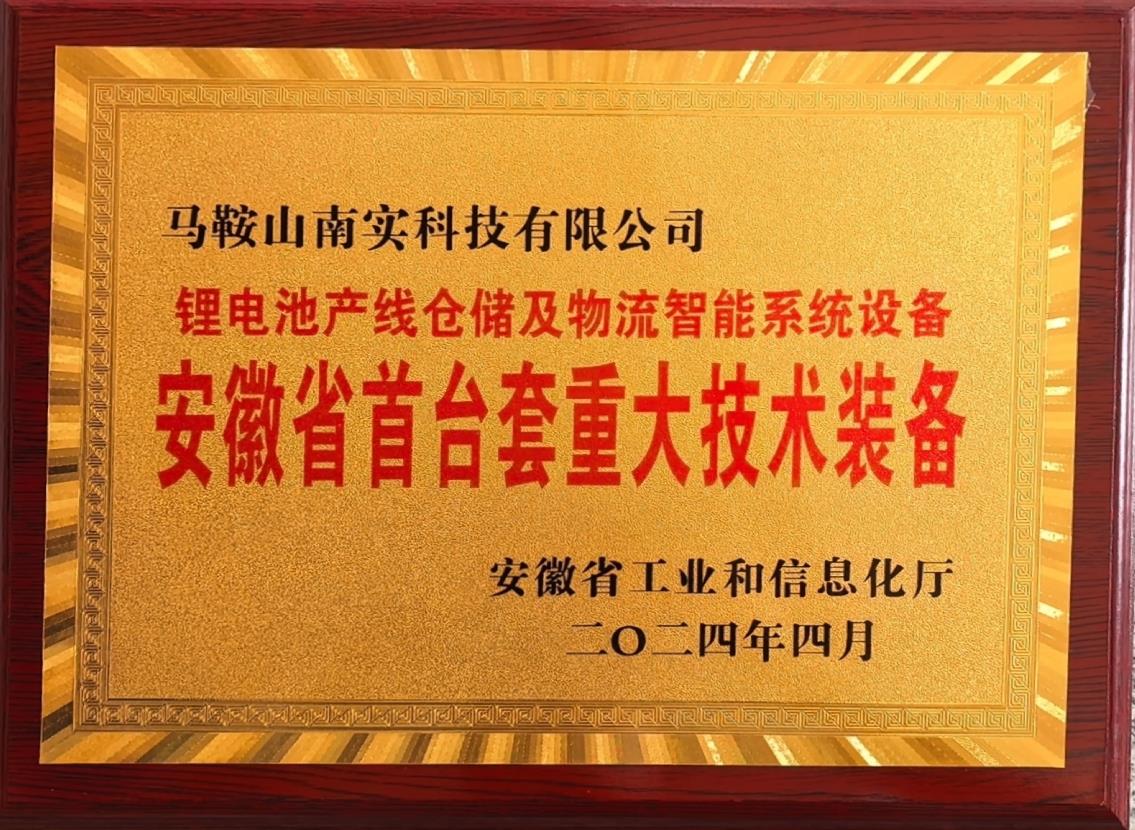 马鞍山南实科技有限公司
锂电池产线仓储及物流智能系统设备
安徽省首台套重大技术装备
安徽省工业和信息化厅
二〇二四年四月